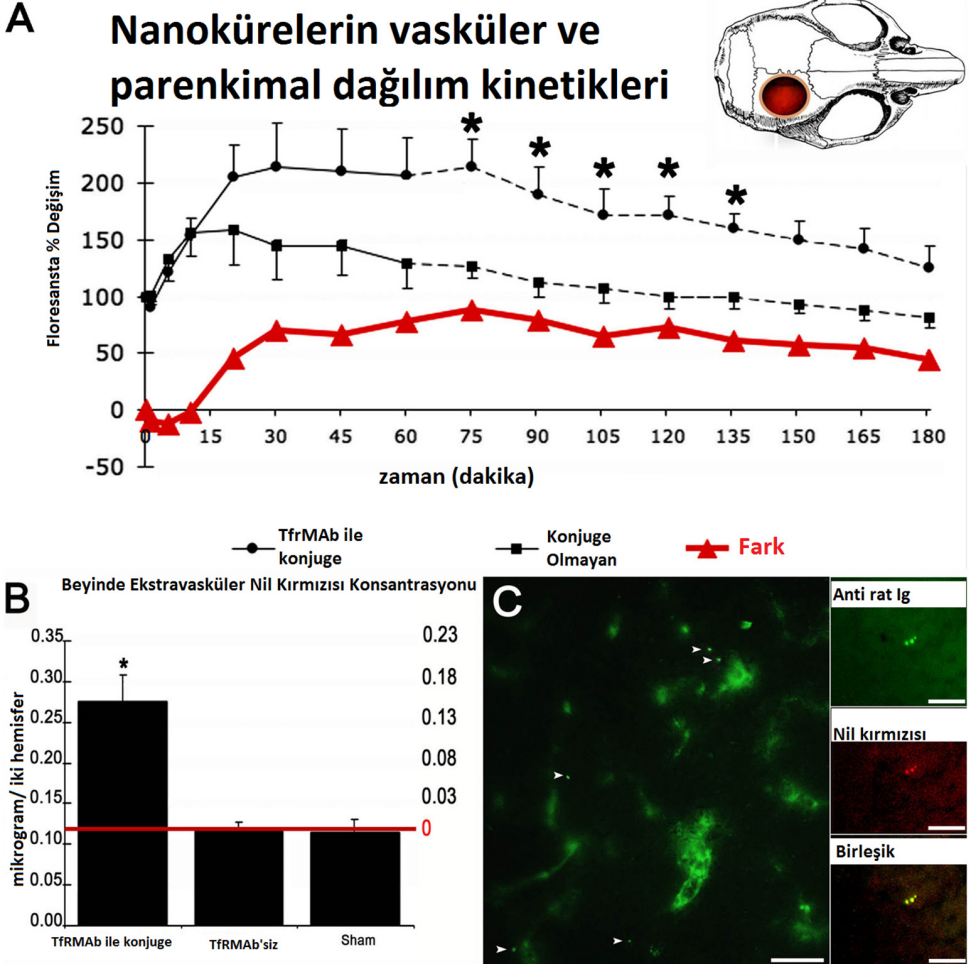 A
Nanokürelerin vasküler ve
parenkimal dağılım kinetikleri
Floresansta % Değişim
250
200
150
100
50
0
-50
* * * * *
0 15 30 45 60 75 90 105 120 135 150 165 180
zaman (dakika)
TfrMAb ile
konjuge
Konjuge
Olmayan
Fark
B
Beyinde Ekstravasküler Nil Kırmızısı Konsantrasyonu
mikrogram/ iki hemisfer
0.35
0.30
0.25
0.20
0.15
0.10
0.05
0.00
*
0.23
0.18
0.13
0.08
0.03
0
TfRMAb ile konjuge
TfRMAb'siz
Sham
C
Anti rat Ig
Nil kırmızısı
Birleşik